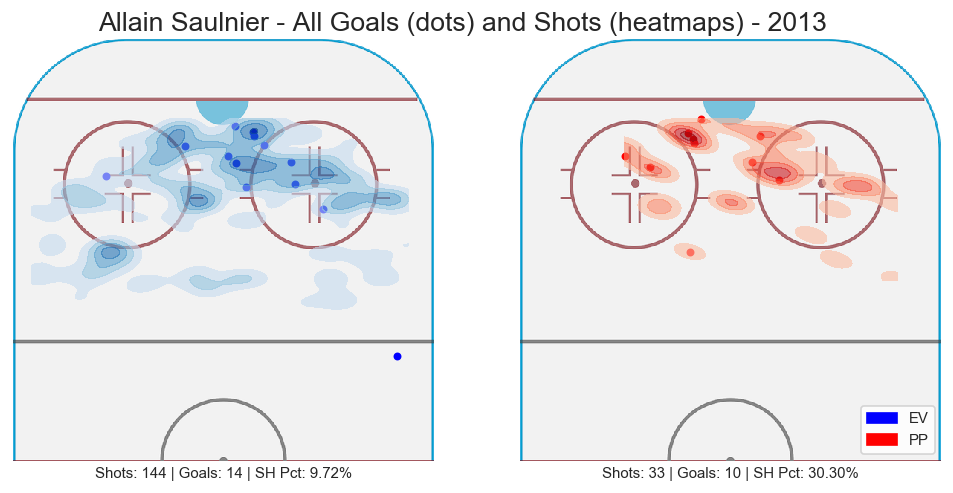 Allain Saulnier - All Goals (dots) and Shots (heatmaps) - 2013
EV
PP
Shots: 144 | Goals: 14 | SH Pct: 9.72%
Shots: 33 | Goals: 10 | SH Pct: 30.30%